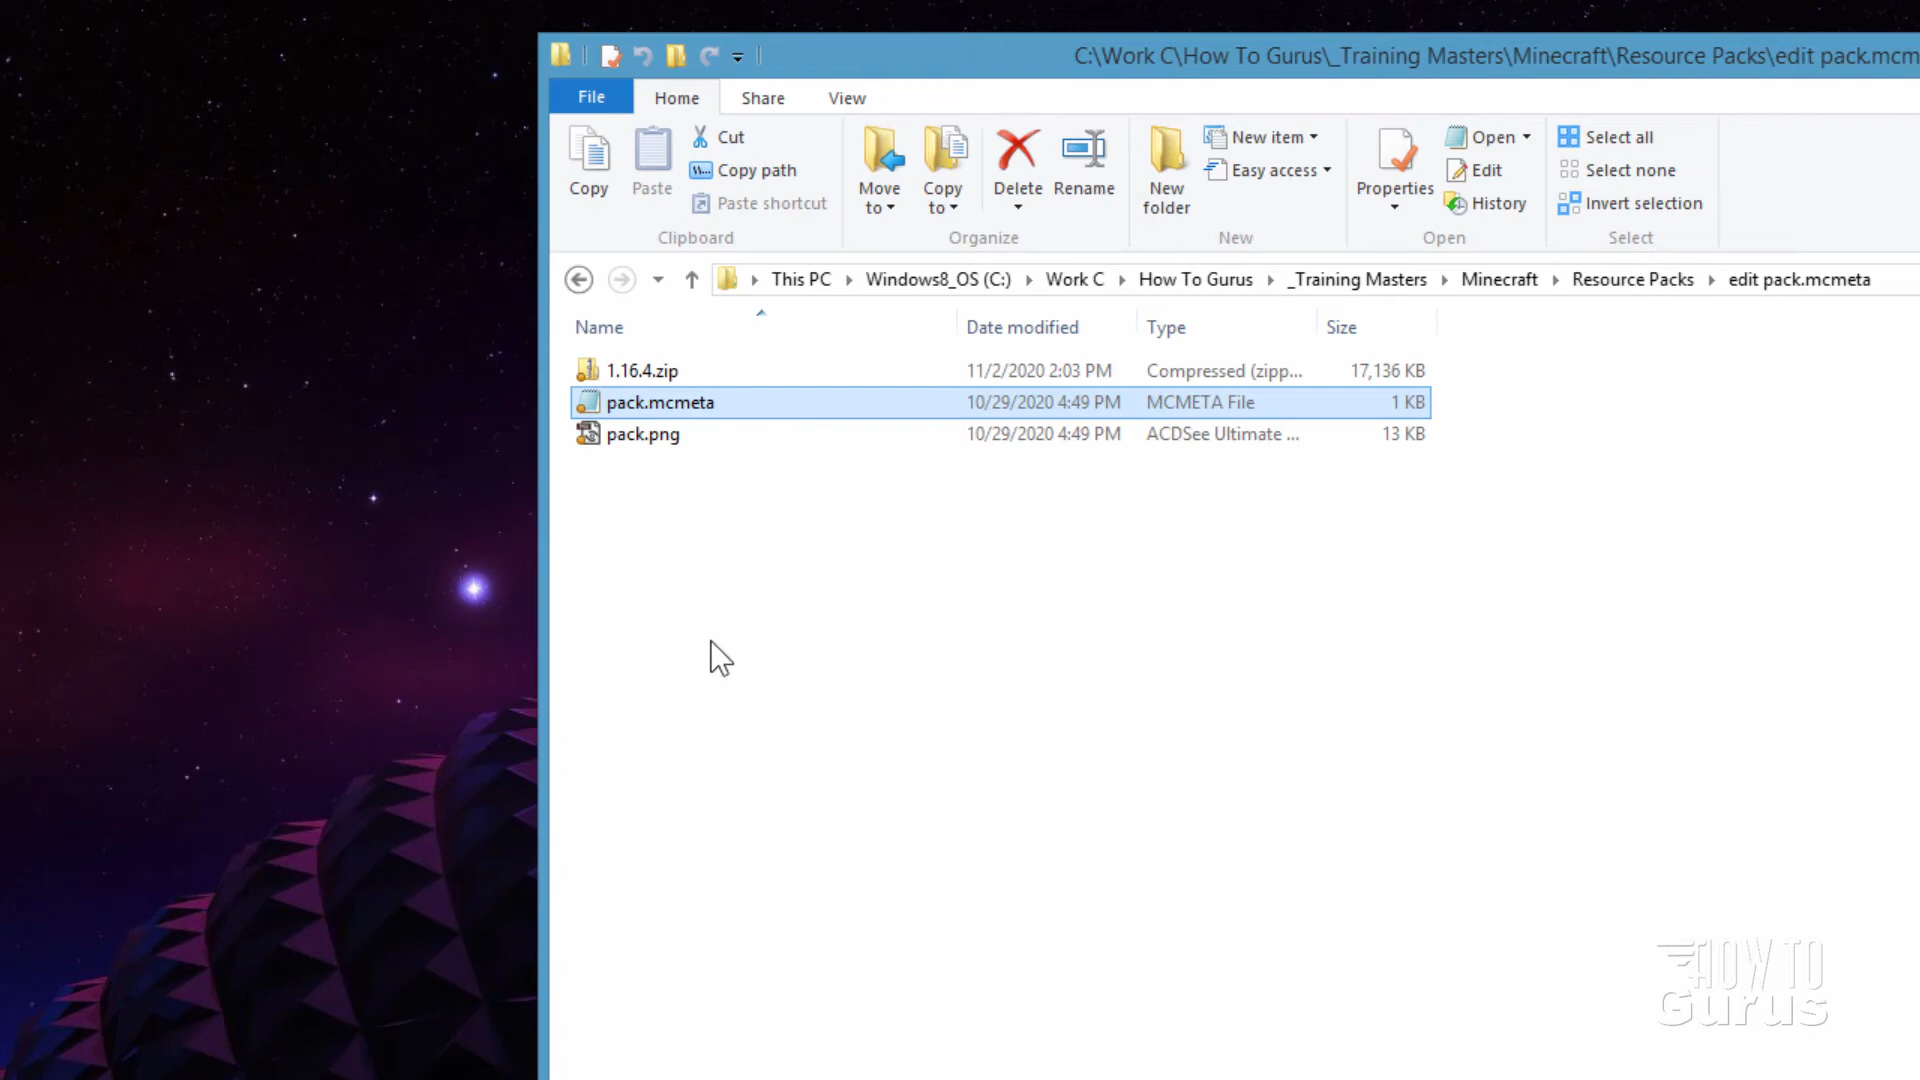 C:\Work C\How To Gurus\_Training Masters\Minecraft\Resource Packs\edit pack.mcm
File Home Share View
Copy
Paste
Cut
Copy path
Paste shortcut
Clipboard
Move to
Copy to
Delete
Rename
Organize
New folder
New item
Easy access
New
Properties
Open
Edit
History
Open
Select all
Select none
Invert selection
Select
This PC Windows8_OS (C:) Work C How To Gurus _Training Masters Minecraft Resource Packs edit pack.mcmeta
Name Date modified Type Size
1.16.4.zip 11/2/2020 2:03 PM Compressed (zipp... 17,136 KB
pack.mcmeta 10/29/2020 4:49 PM MCMETA File 1 KB
pack.png 10/29/2020 4:49 PM ACDSee Ultimate ... 13 KB
HOW TO
Gurus